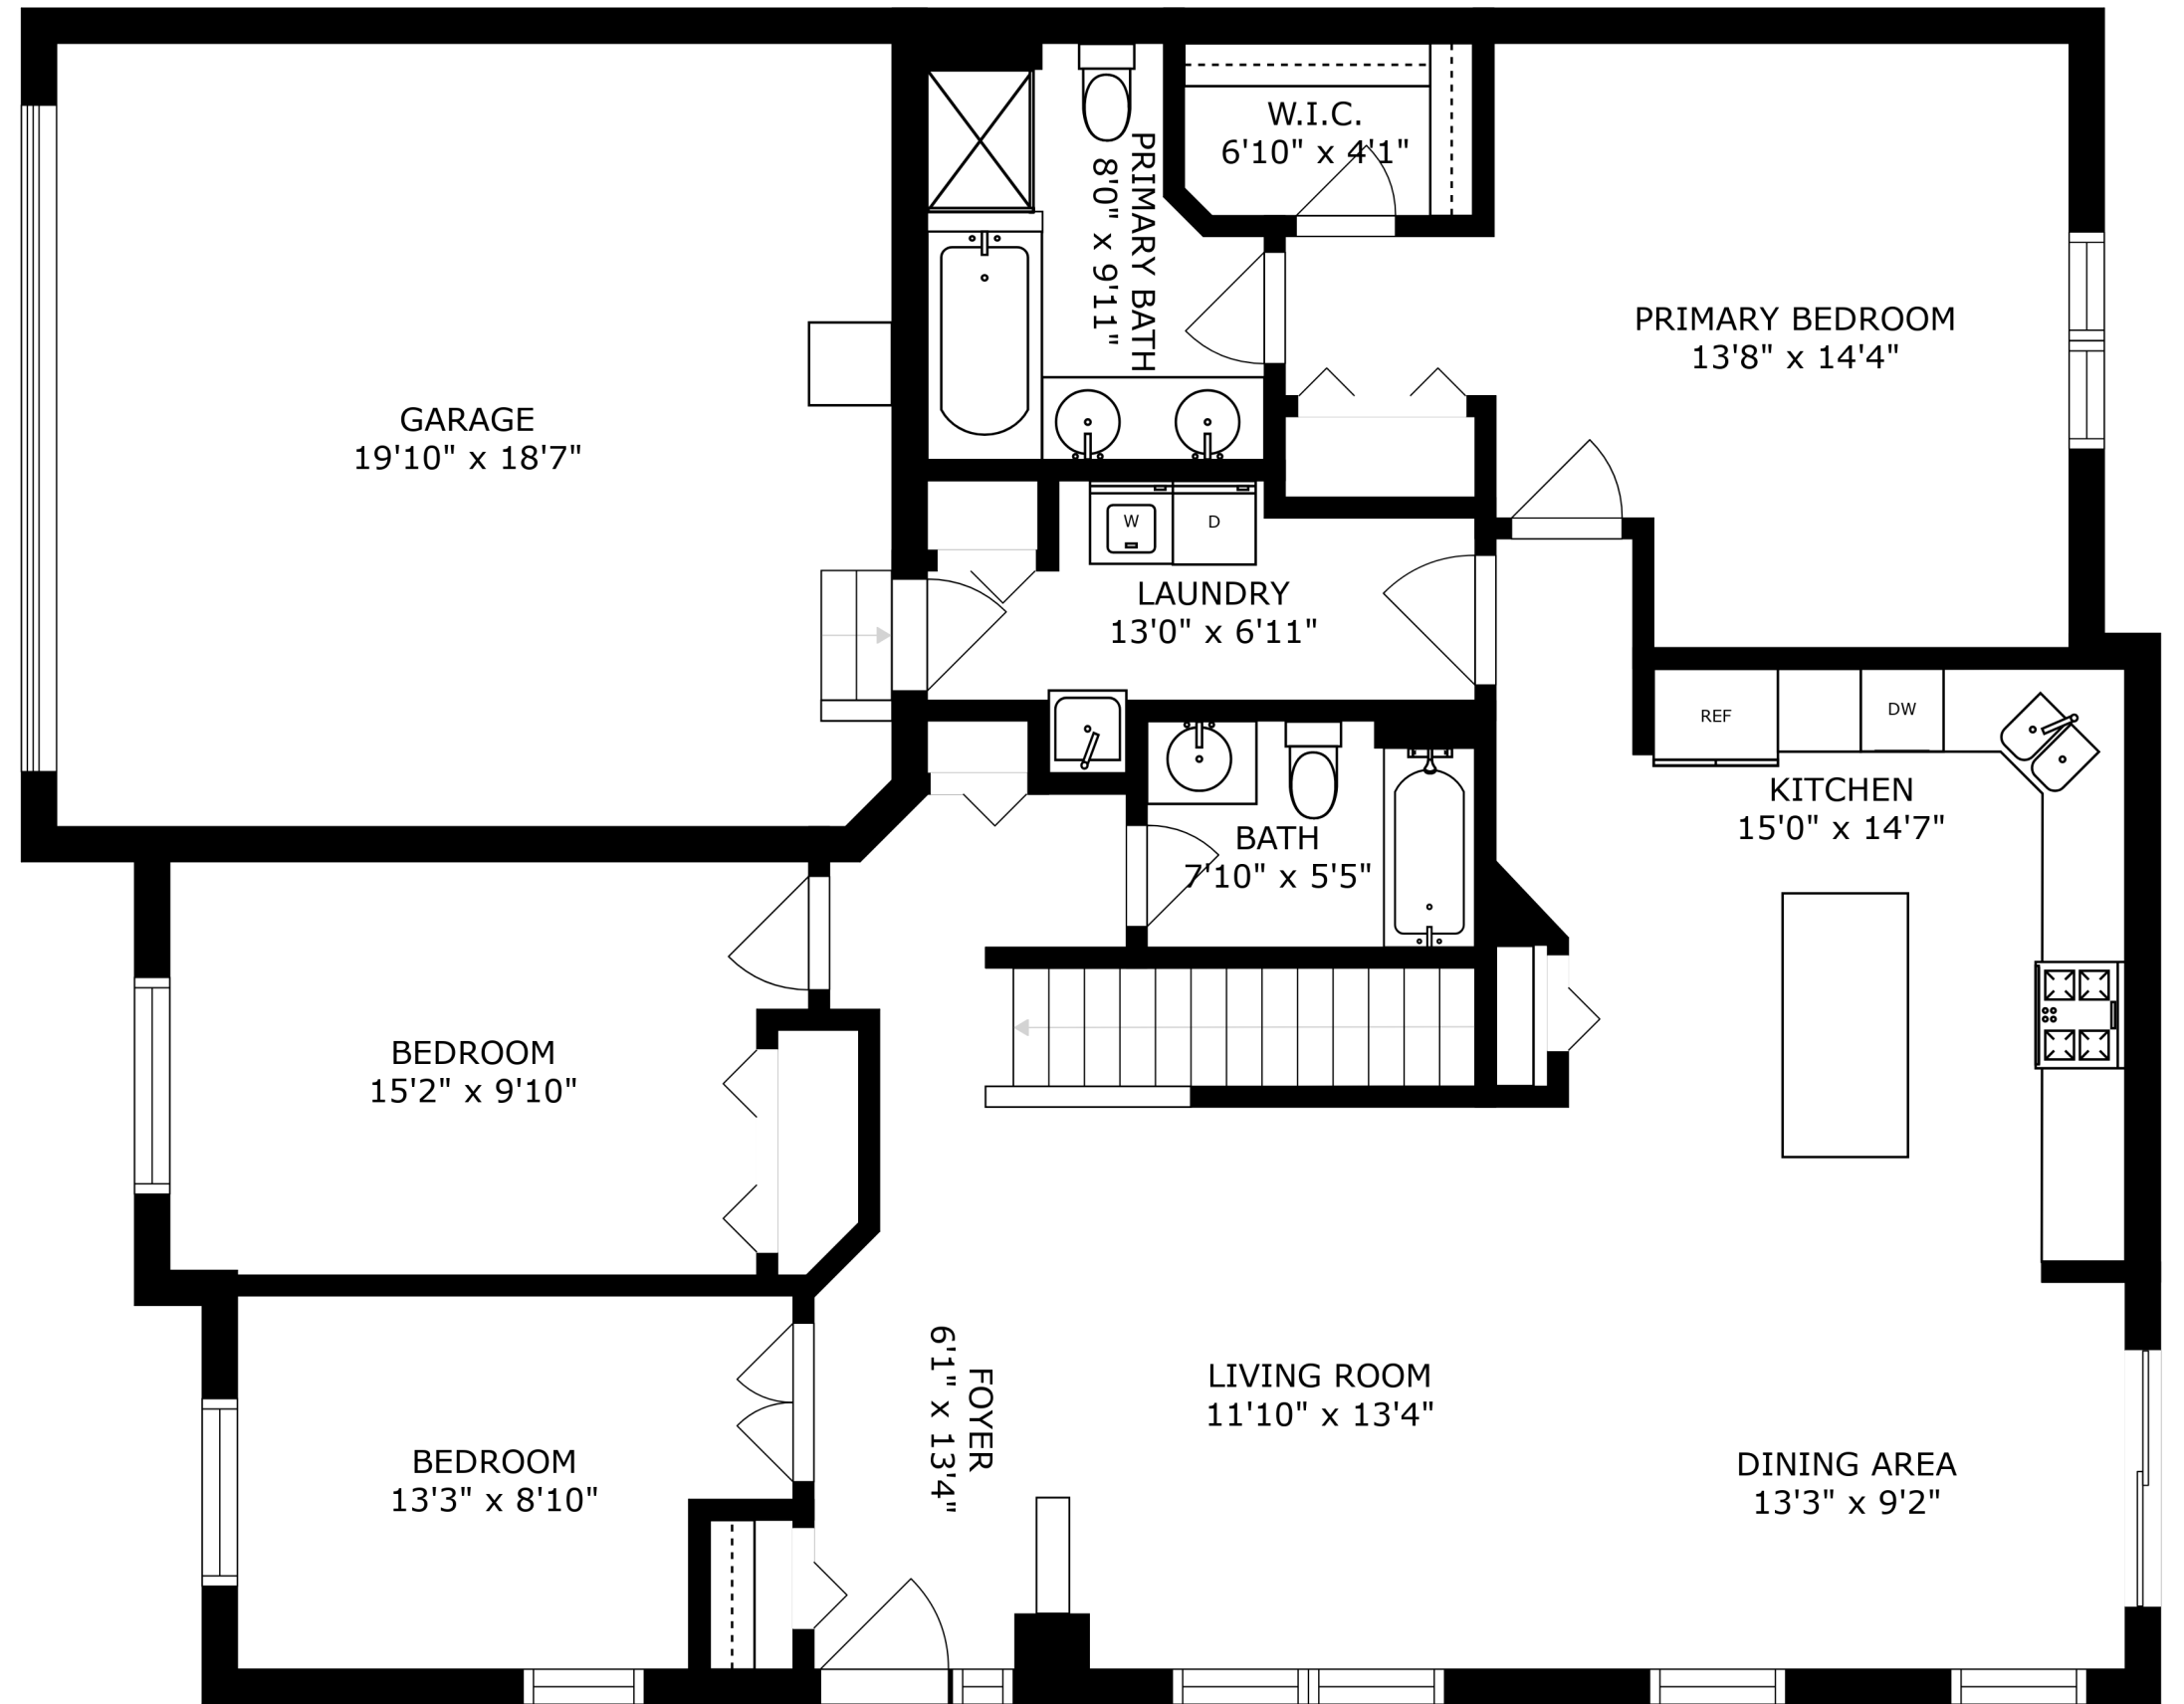 W.I.C.
6'10" x 4'1"
PRIMARY BATH
8'0" x 9'11"
PRIMARY BEDROOM
13'8" x 14'4"
GARAGE
19'10" x 18'7"
W
D
LAUNDRY
13'0" x 6'11"
REF
DW
KITCHEN
15'0" x 14'7"
BATH
7'10" x 5'5"
BEDROOM
15'2" x 9'10"
FOYER
6'1" x 13'4"
LIVING ROOM
11'10" x 13'4"
BEDROOM
13'3" x 8'10"
DINING AREA
13'3" x 9'2"